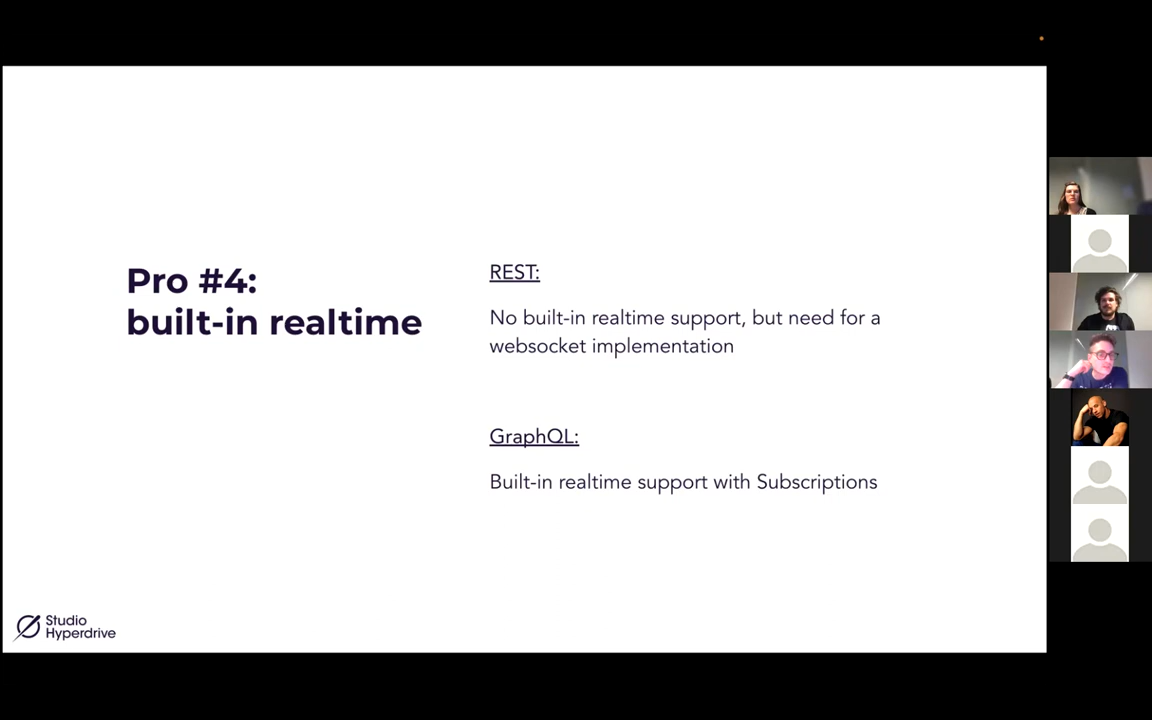 Pro #4:
built-in realtime
REST:
No built-in realtime support, but need for a
websocket implementation
GraphQL:
Built-in realtime support with Subscriptions
Studio
Hyperdrive